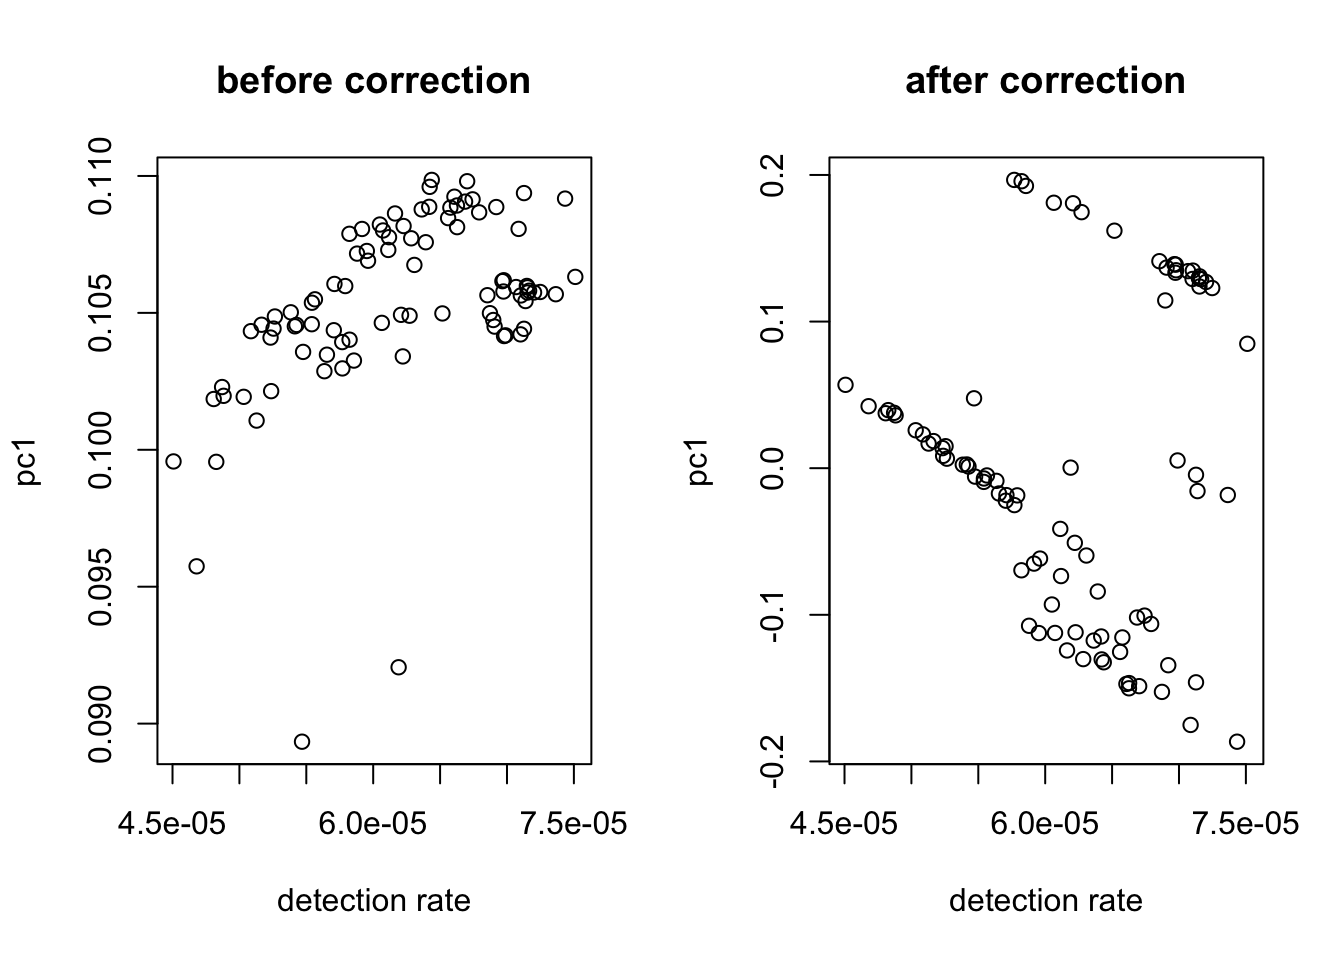 before correction
pc1
0.110
0.105
0.100
0.095
0.090
4.5e-05 6.0e-05 7.5e-05
detection rate
after correction
pc1
0.2
0.1
0.0
-0.1
-0.2
4.5e-05 6.0e-05 7.5e-05
detection rate